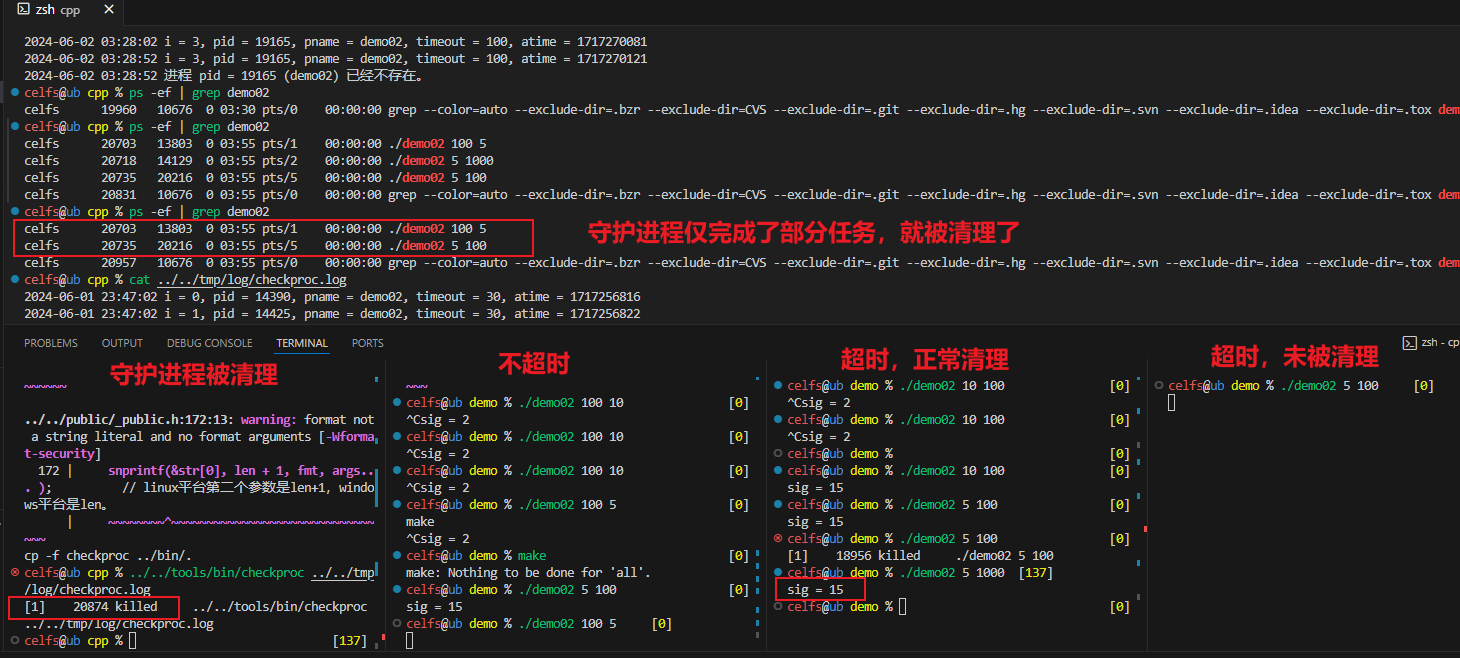 zsh cpp ×
2024-06-02 03:28:02 i = 3, pid = 19165, pname = demo02, timeout = 100, atime = 1717270081
2024-06-02 03:28:52 i = 3, pid = 19165, pname = demo02, timeout = 100, atime = 1717270121
2024-06-02 03:28:52 进程 pid = 19165 (demo02) 已经不存在。
celfs@ub cpp % ps -ef | grep demo02
celfs 19960 10676 0 03:30 pts/0 00:00:00 grep --color=auto --exclude-dir=.bzr --exclude-dir=CVS --exclude-dir=.git --exclude-dir=.hg --exclude-dir=.svn --exclude-dir=.idea --exclude-dir=.tox dem
celfs@ub cpp % ps -ef | grep demo02
celfs 20703 13803 0 03:55 pts/1 00:00:00 ./demo02 100 5
celfs 20718 14129 0 03:55 pts/2 00:00:00 ./demo02 5 1000
celfs 20735 20216 0 03:55 pts/5 00:00:00 ./demo02 5 100
celfs 20831 10676 0 03:55 pts/0 00:00:00 grep --color=auto --exclude-dir=.bzr --exclude-dir=CVS --exclude-dir=.git --exclude-dir=.hg --exclude-dir=.svn --exclude-dir=.idea --exclude-dir=.tox dem
celfs@ub cpp % ps -ef | grep demo02
celfs 20703 13803 0 03:55 pts/1 00:00:00 ./demo02 100 5
celfs 20735 20216 0 03:55 pts/5 00:00:00 ./demo02 5 100
守护进程仅完成了部分任务，就被清理了
celfs 20957 10676 0 03:56 pts/0 00:00:00 grep --color=auto --exclude-dir=.bzr --exclude-dir=CVS --exclude-dir=.git --exclude-dir=.hg --exclude-dir=.svn --exclude-dir=.idea --exclude-dir=.tox dem
celfs@ub cpp % cat ../../tmp/log/checkproc.log
2024-06-01 23:47:02 i = 0, pid = 14390, pname = demo02, timeout = 30, atime = 1717256816
2024-06-01 23:47:02 i = 1, pid = 14425, pname = demo02, timeout = 30, atime = 1717256822
PROBLEMS OUTPUT DEBUG CONSOLE TERMINAL PORTS
zsh - cp
守护进程被清理
~~~~~~
../../public/_public.h:172:13: warning: format not
a string literal and no format arguments [-Wforma
t-security]
172 | snprintf(&str[0], len + 1, fmt, args..
. ); // linux平台第二个参数是len+1, windo
ws平台是len。
| ~~~~~~~~^~~~~~~~~~~~~~~~~~~~~~~~~~~~
~~~
cp -f checkproc ../bin/.
celfs@ub cpp % ../../tools/bin/checkproc ../../tmp
/log/checkproc.log
[1] 20874 killed ../../tools/bin/checkproc
../../tmp/log/checkproc.log
celfs@ub cpp % [137]
不超时
~~~
celfs@ub demo % ./demo02 100 10 [0]
^Csig = 2
celfs@ub demo % ./demo02 100 10 [0]
^Csig = 2
celfs@ub demo % ./demo02 100 10 [0]
^Csig = 2
celfs@ub demo % ./demo02 100 5 [0]
make
^Csig = 2
celfs@ub demo % make [0]
make: Nothing to be done for 'all'.
celfs@ub demo % ./demo02 5 100 [0]
sig = 15
celfs@ub demo % ./demo02 100 5 [0]
超时，正常清理
celfs@ub demo % ./demo02 10 100 [0]
^Csig = 2
celfs@ub demo % ./demo02 10 100 [0]
^Csig = 2
celfs@ub demo % [0]
celfs@ub demo % ./demo02 10 100 [0]
sig = 15
celfs@ub demo % ./demo02 5 100 [0]
sig = 15
celfs@ub demo % ./demo02 5 100 [0]
[1] 18956 killed ./demo02 5 100
celfs@ub demo % ./demo02 5 1000 [137]
sig = 15
celfs@ub demo % [0]
超时，未被清理
celfs@ub demo % ./demo02 5 100 [0]